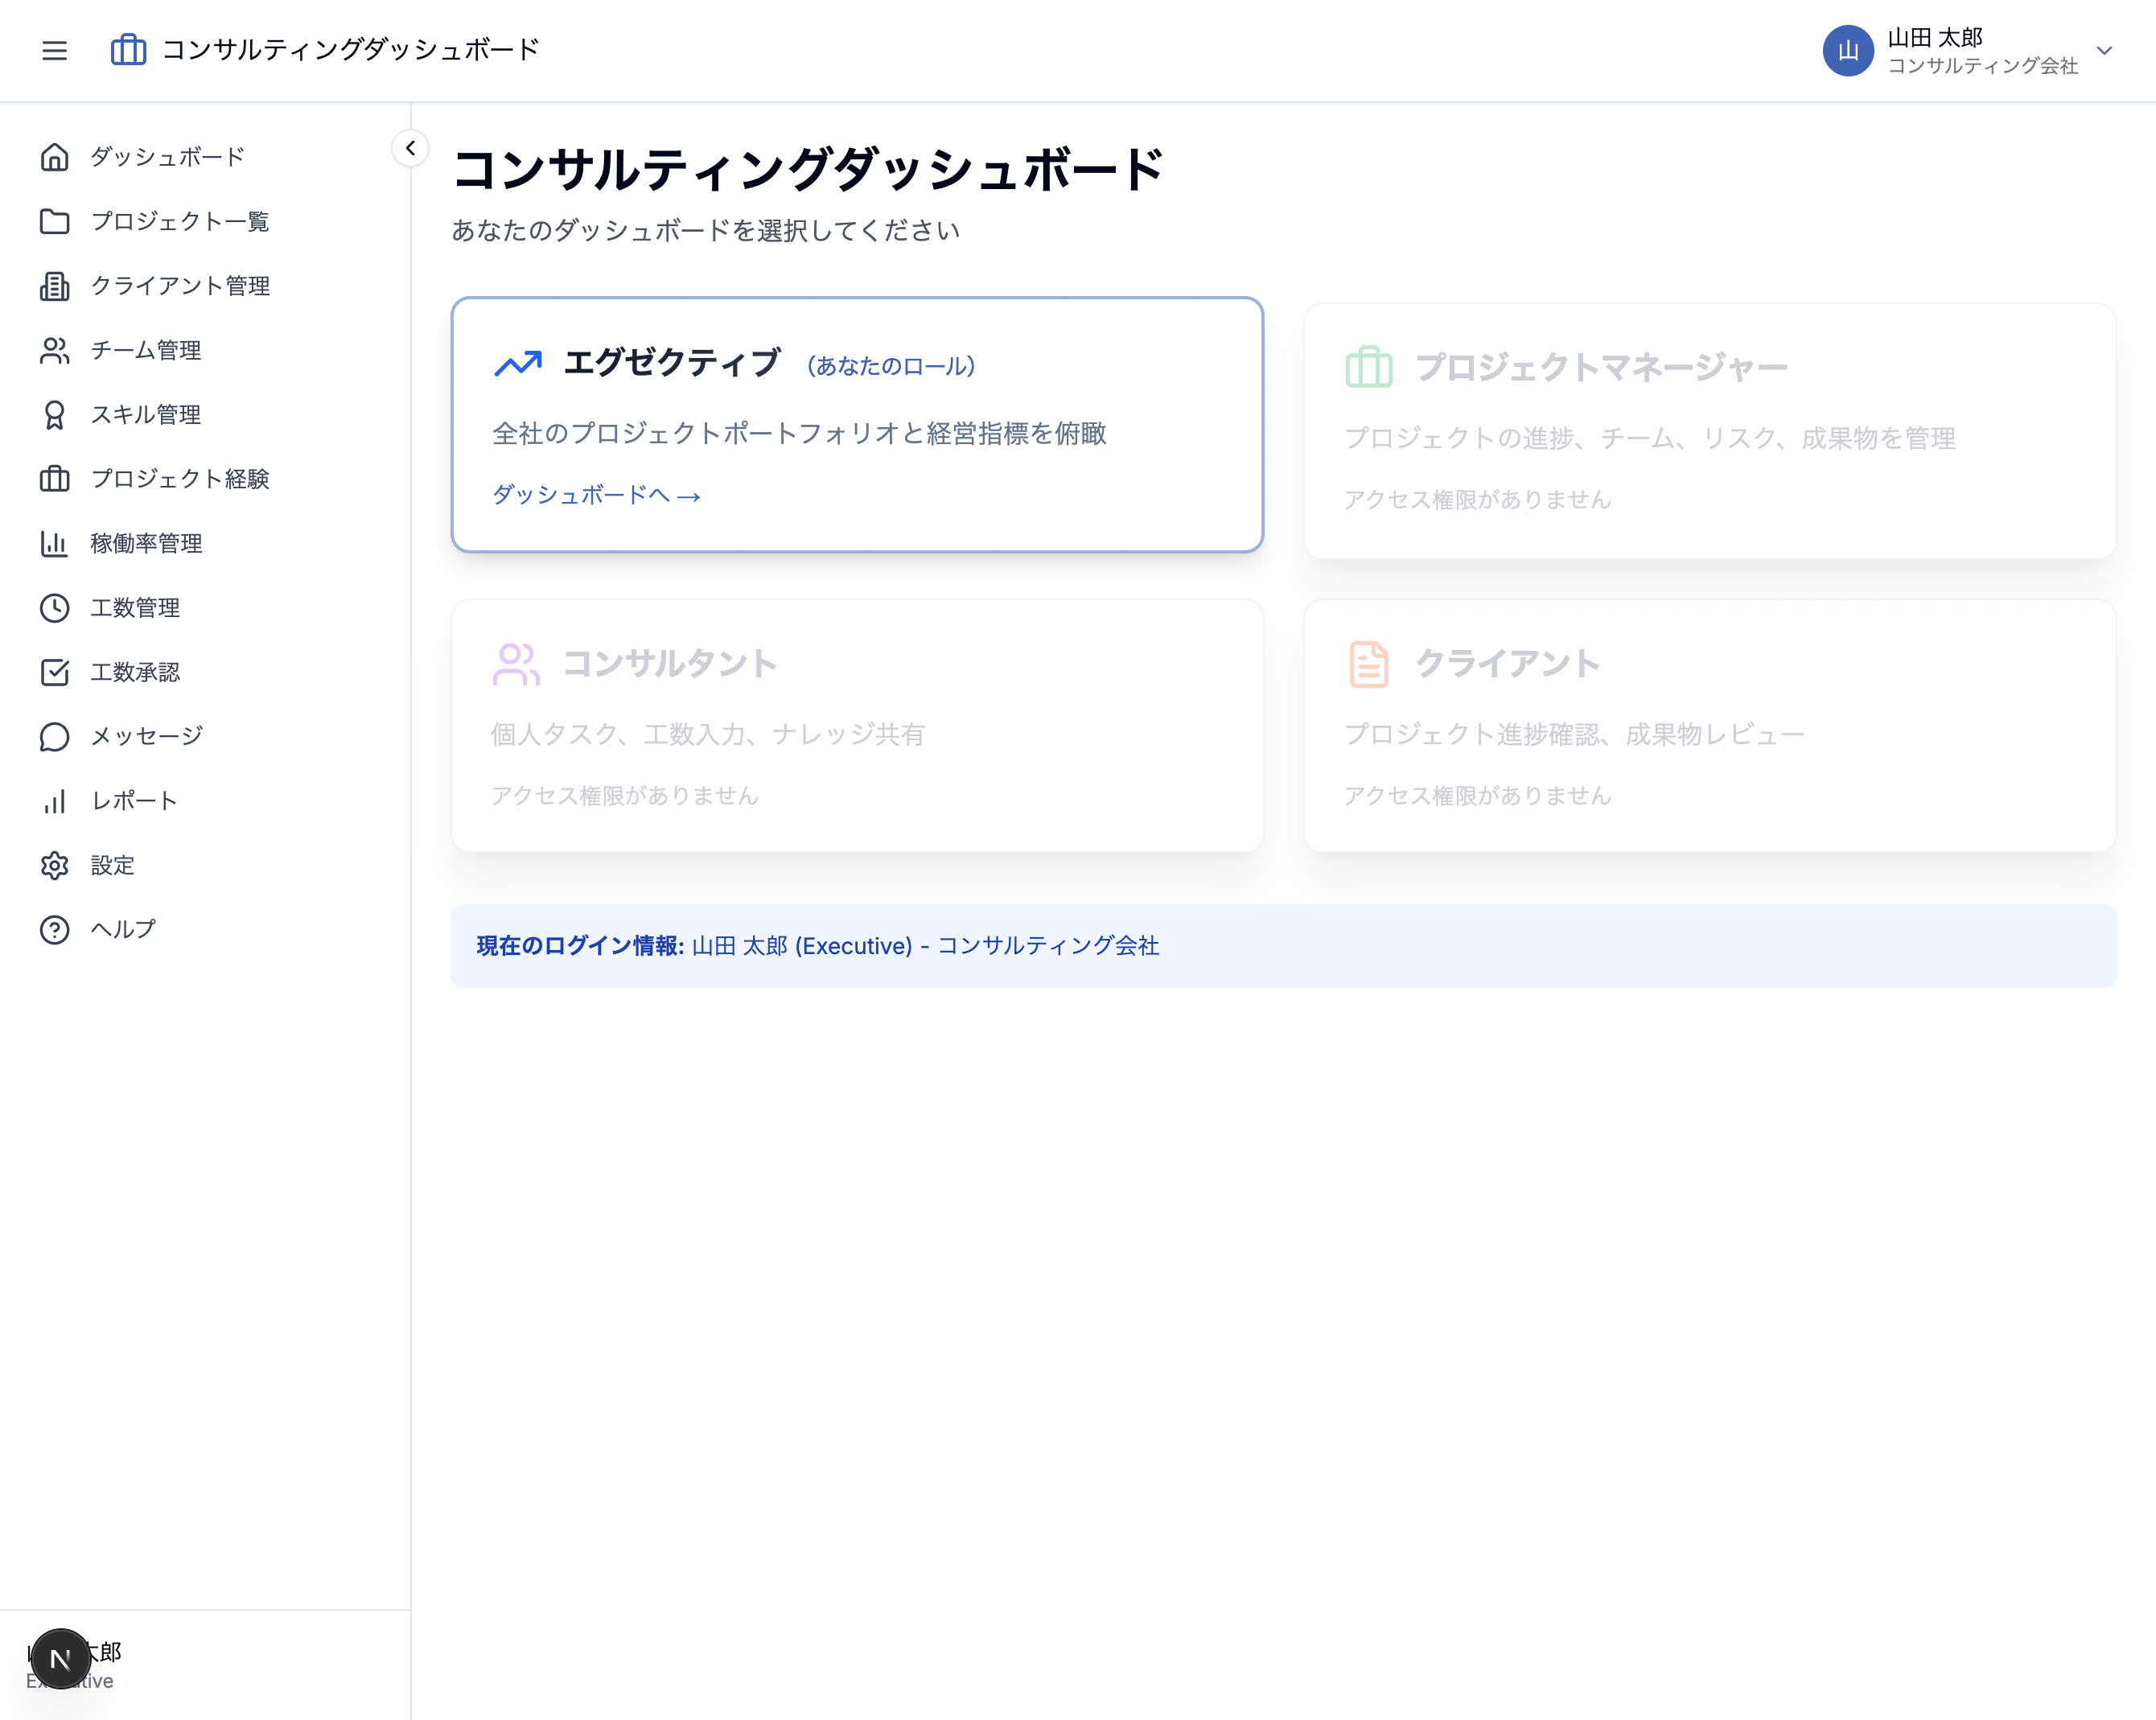 コンサルティングダッシュボード
山
山田 太郎
コンサルティング会社
ダッシュボード
プロジェクト一覧
クライアント管理
チーム管理
スキル管理
プロジェクト経験
稼働率管理
工数管理
工数承認
メッセージ
レポート
設定
ヘルプ
コンサルティングダッシュボード
あなたのダッシュボードを選択してください
エグゼクティブ (あなたのロール)
全社のプロジェクトポートフォリオと経営指標を俯瞰
ダッシュボードへ →
プロジェクトマネージャー
プロジェクトの進捗、チーム、リスク、成果物を管理
アクセス権限がありません
コンサルタント
個人タスク、工数入力、ナレッジ共有
アクセス権限がありません
クライアント
プロジェクト進捗確認、成果物レビュー
アクセス権限がありません
現在のログイン情報: 山田 太郎 (Executive) - コンサルティング会社
N